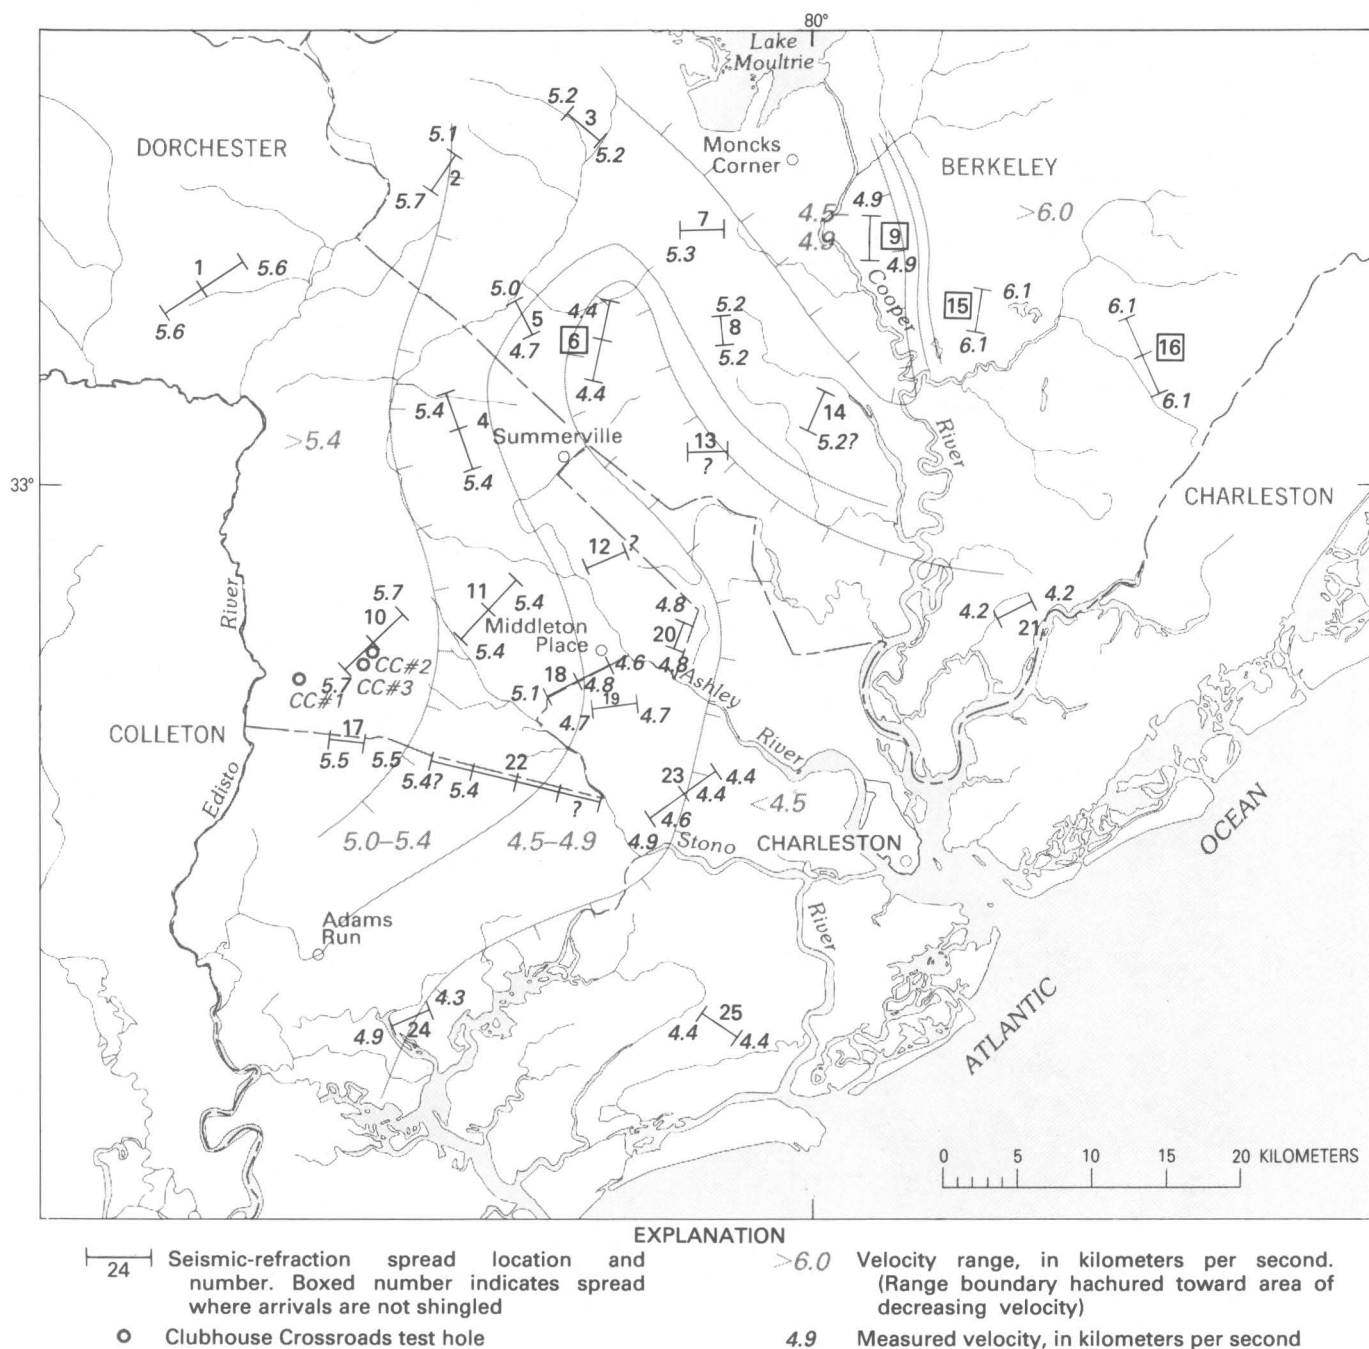 80°
Lake
Moultrie
5.2
3
5.2
5.1
2
5.7
DORCHESTER
Moncks
Corner
BERKELEY
>6.0
4.9
4.5–
4.9
9
4.9
7
5.3
1
5.6
5.6
Cooper
5.0
5
4.7
4.4
6
4.4
5.2
8
5.2
15
6.1
6.1
6.1
16
6.1
>5.4
5.4
4
5.4
Summerville
13
?
14
5.2?
River
33°
CHARLESTON
12
?
River
5.7
10
5.7
CC#2
CC#3
CC#1
11
5.4
5.4
Middleton
Place
4.8
20
4.8
4.2
4.2
21
18
4.6
5.1
4.8
19
4.7
4.7
Ashley
River
COLLETON
17
5.5
5.5
5.4?
5.4
22
?
Edisto
23
4.4
4.4
4.6
<4.5
5.0–5.4
4.5–4.9
4.9
Stono
CHARLESTON
OCEAN
River
Adams
Run
4.3
4.9
24
25
4.4
4.4
ATLANTIC
0 5 10 15 20 KILOMETERS
EXPLANATION
24
Seismic-refraction spread location and
number. Boxed number indicates spread
where arrivals are not shingled
Clubhouse Crossroads test hole
>6.0
Velocity range, in kilometers per second.
(Range boundary hachured toward area of
decreasing velocity)
4.9
Measured velocity, in kilometers per second